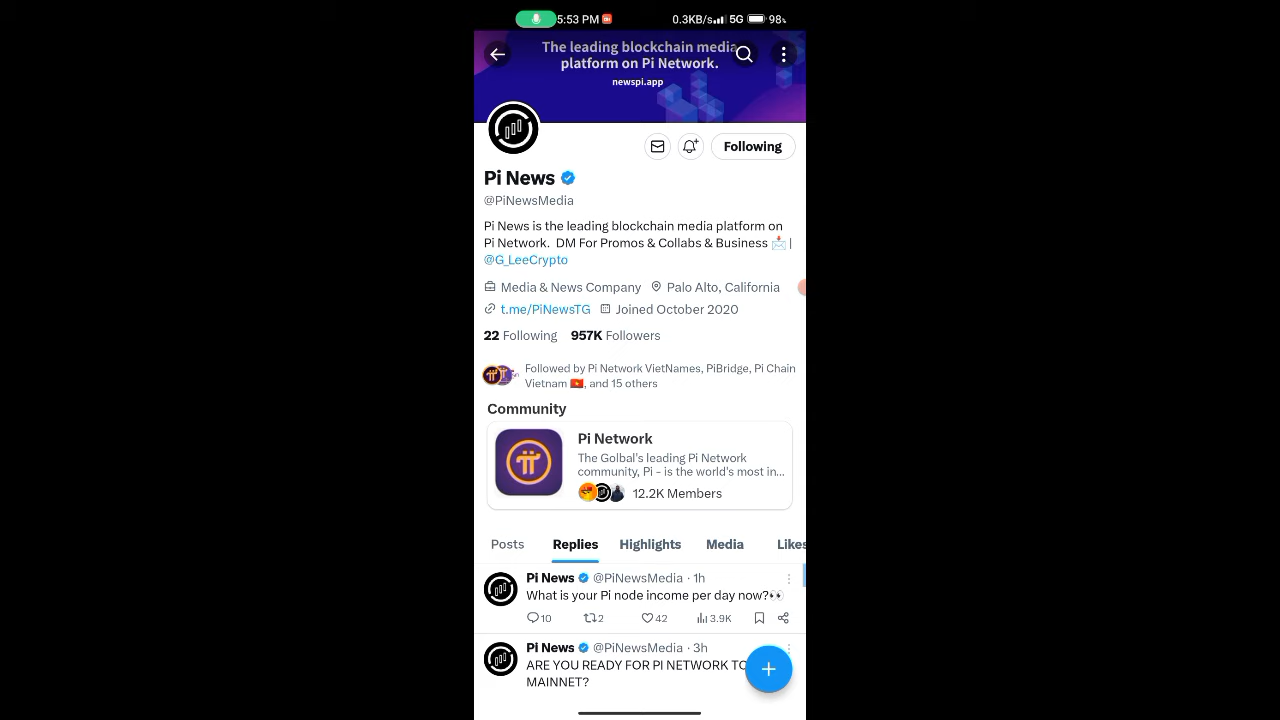 5:53 PM
0.3KB/s 5G 98%
The leading blockchain media
platform on Pi Network.
newspi.app
Following
Pi News
@PiNewsMedia
Pi News is the leading blockchain media platform on
Pi Network. DM For Promos & Collabs & Business 📩 |
@G_LeeCrypto
Media & News Company Palo Alto, California
t.me/PiNewsTG Joined October 2020
22 Following 957K Followers
Followed by Pi Network VietNames, PiBridge, Pi Chain
Vietnam 🇻🇳, and 15 others
Community
Pi Network
The Golbal's leading Pi Network
community, Pi - is the world's most in...
12.2K Members
Posts Replies Highlights Media Likes
Pi News @PiNewsMedia · 1h
What is your Pi node income per day now?👀
10 2 42 3.9K
Pi News @PiNewsMedia · 3h
ARE YOU READY FOR PI NETWORK TO
MAINNET?